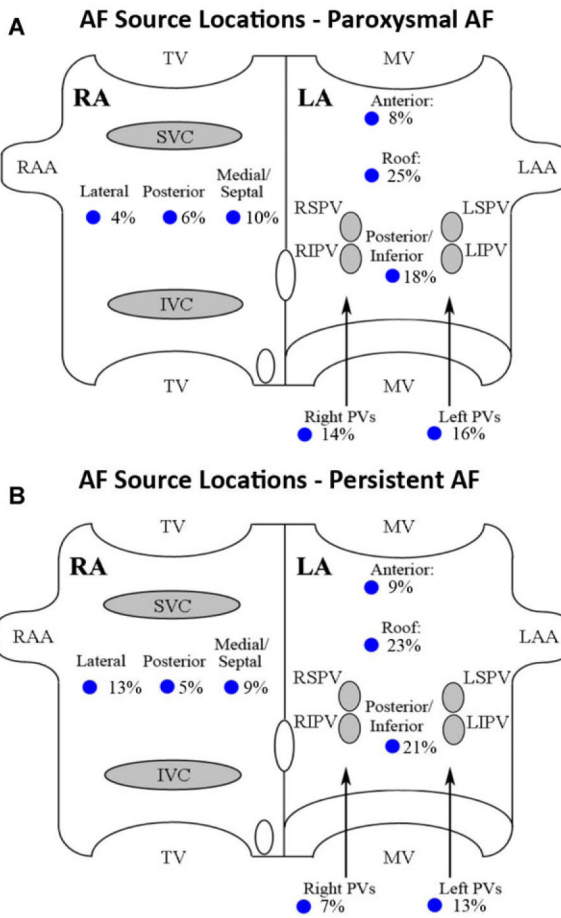 A
AF Source Locations - Paroxysmal AF
TV
MV
RA
LA
Anterior:
8%
SVC
RAA
LAA
Roof:
25%
Lateral
Posterior
Medial/
Septal
4%
6%
10%
RSPV
LSPV
RIPV
LIPV
Posterior/
Inferior
18%
IVC
TV
MV
Right PVs
14%
Left PVs
16%
B
AF Source Locations - Persistent AF
TV
MV
RA
LA
Anterior:
9%
SVC
RAA
LAA
Roof:
23%
Lateral
Posterior
Medial/
Septal
13%
5%
9%
RSPV
LSPV
RIPV
LIPV
Posterior/
Inferior
21%
IVC
TV
MV
Right PVs
7%
Left PVs
13%